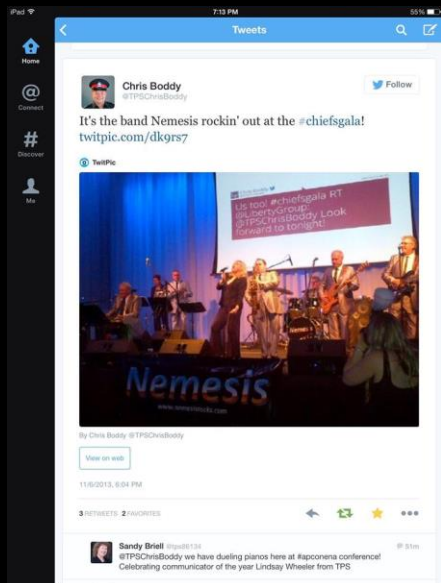 iPad
7:13 PM
55%
Tweets
Home
Connect
Discover
Me
Chris Boddy
@TPSChrisBoddy
Follow
It's the band Nemesis rockin' out at the #chiefsgala!
twitpic.com/dk9rs7
TwitPic
Us too! #chiefsgala RT
@LibertyGroup:
@TPSChrisBoddy Look
forward to tonight!
Nemesis
By Chris Boddy @TPSChrisBoddy
View on web
11/6/2013, 6:04 PM
3 RETWEETS 2 FAVORITES
Sandy Briell @tps86134
51m
@TPSChrisBoddy we have dueling pianos here at #apconena conference!
Celebrating communicator of the year Lindsay Wheeler from TPS